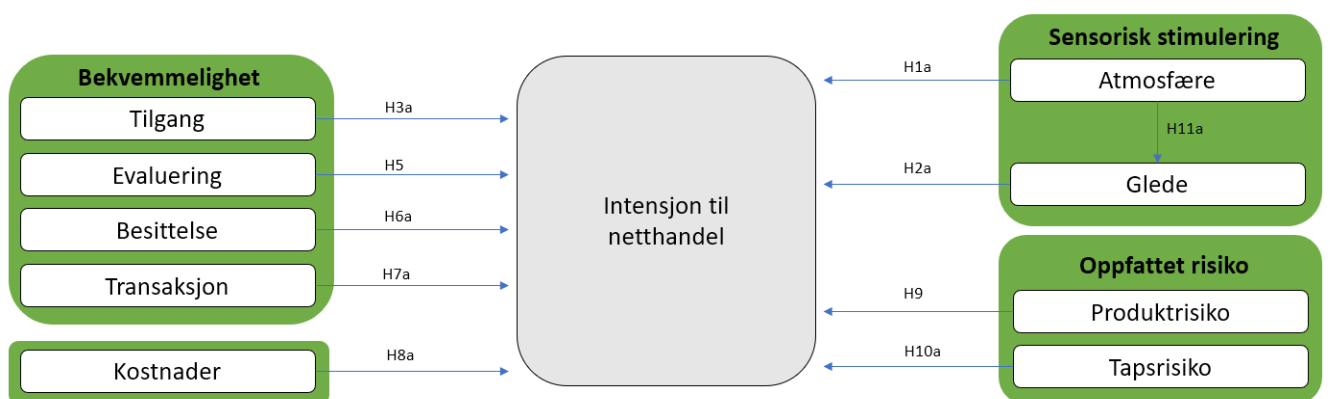 Bekvemmelighet
Tilgang
H3a
Evaluering
H5
Besittelse
H6a
Transaksjon
H7a
Kostnader
H8a
Intensjon til
netthandel
Sensorisk stimulering
H1a
Atmosfære
H11a
H2a
Glede
Oppfattet risiko
H9
Produktrisiko
H10a
Tapsrisiko